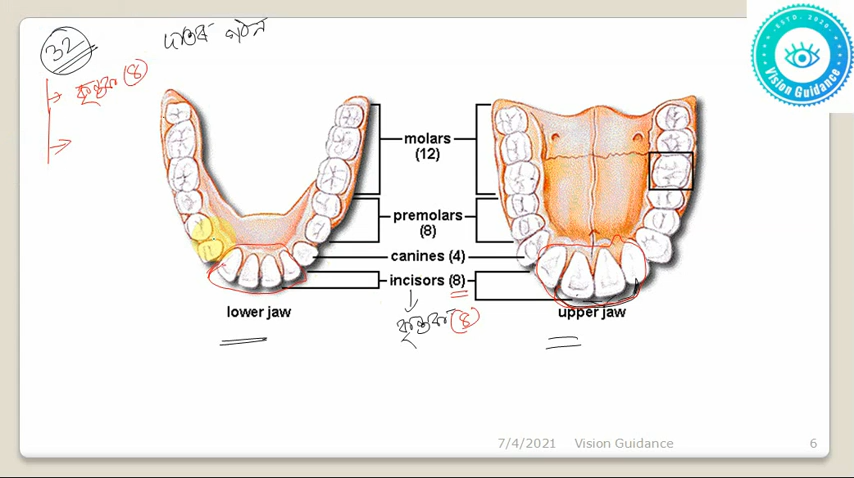 32
দাঁতের গঠন
কৃন্তক (8)
ESTD. 2020
Vision Guidance
molars
(12)
premolars
(8)
canines (4)
incisors (8)
কৃন্তক (8)
lower jaw
upper jaw
7/4/2021 Vision Guidance 6